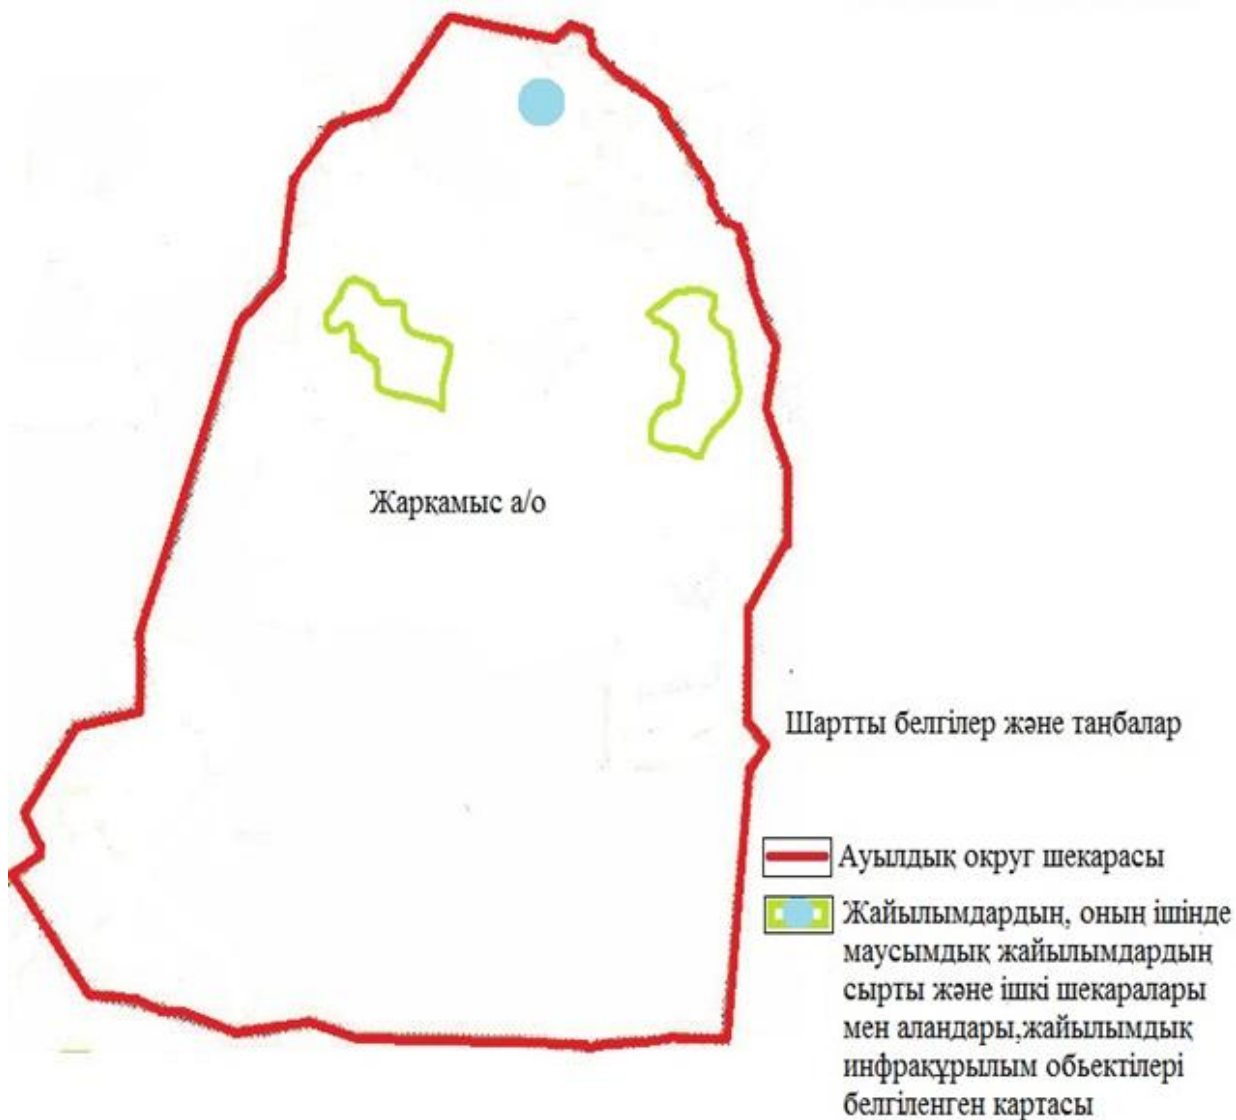 Жарқамыс а/о
Шартты белгілер және таңбалар
Ауылдық округ шекарасы
Жайылымдардың, оның ішінде
маусымдық жайылымдардың
сырты және ішкі шекаралары
мен алаңдары,жайылымдық
инфрақұрылым обьектілері
белгіленген картасы